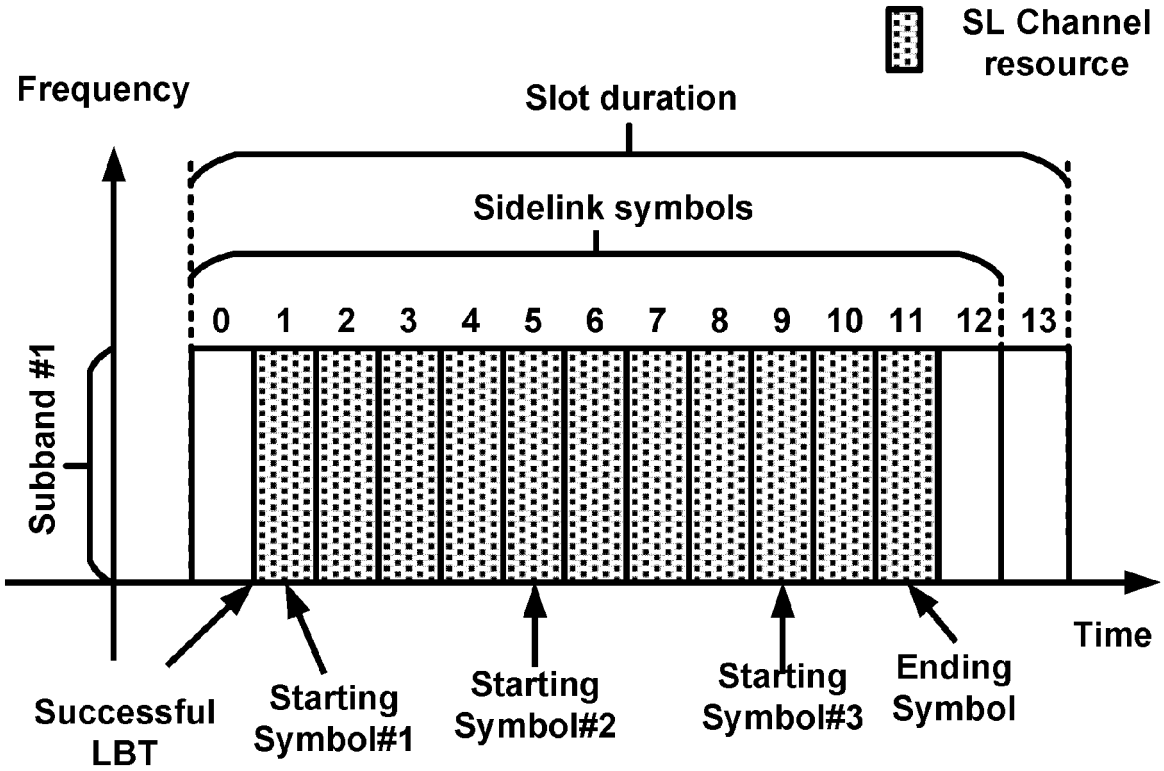 SL Channel
resource
Frequency
Slot duration
Sidelink symbols
0 1 2 3 4 5 6 7 8 9 10 11 12 13
Subband #1
Time
Successful
LBT
Starting
Symbol#1
Starting
Symbol#2
Starting
Symbol#3
Ending
Symbol